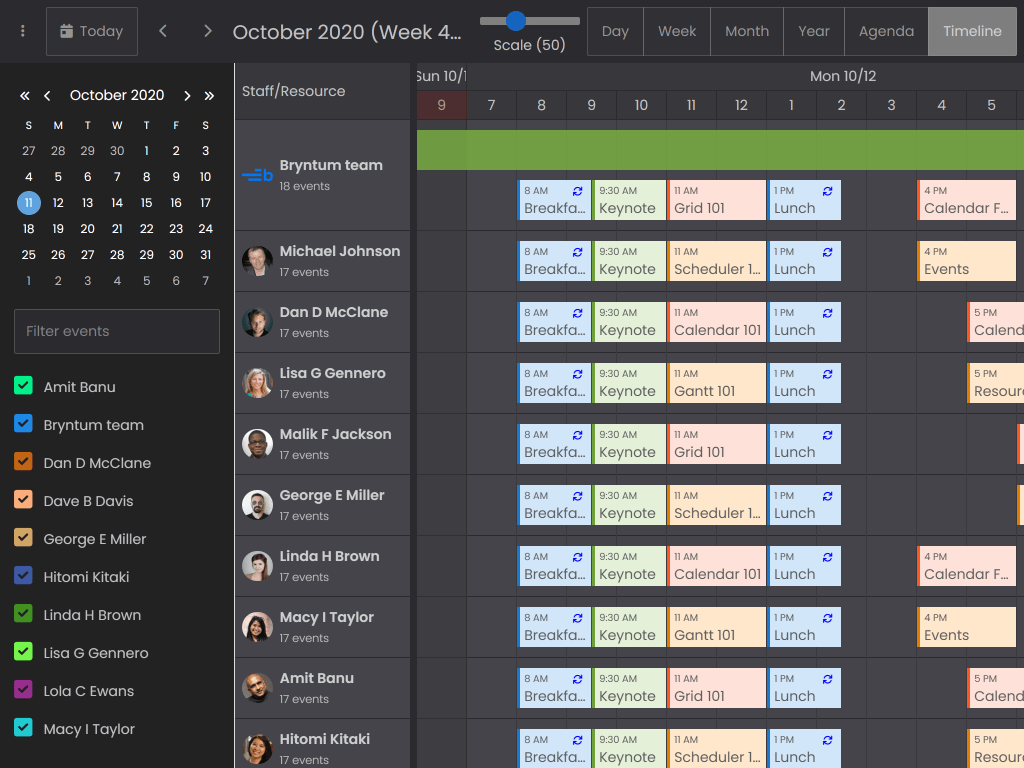 Today
October 2020 (Week 4...
Scale (50)
Day Week Month Year Agenda Timeline
October 2020
S M T W T F S
27 28 29 30 1 2 3
4 5 6 7 8 9 10
11 12 13 14 15 16 17
18 19 20 21 22 23 24
25 26 27 28 29 30 31
1 2 3 4 5 6 7
Filter events
Amit Banu
Bryntum team
Dan D McClane
Dave B Davis
George E Miller
Hitomi Kitaki
Linda H Brown
Lisa G Gennero
Lola C Ewans
Macy I Taylor
Staff/Resource
Sun 10/1 Mon 10/12
9 7 8 9 10 11 12 1 2 3 4 5
Bryntum team
18 events
8 AM 9:30 AM 11 AM 1 PM 4 PM
Breakfa... Keynote Grid 101 Lunch Calendar F...
Michael Johnson
17 events
8 AM 9:30 AM 11 AM 1 PM 4 PM
Breakfa... Keynote Scheduler 1... Lunch Events
Dan D McClane
17 events
8 AM 9:30 AM 11 AM 1 PM 5 PM
Breakfa... Keynote Calendar 101 Lunch Calend
Lisa G Gennero
17 events
8 AM 9:30 AM 11 AM 1 PM 5 PM
Breakfa... Keynote Gantt 101 Lunch Resour
Malik F Jackson
17 events
8 AM 9:30 AM 11 AM 1 PM
Breakfa... Keynote Grid 101 Lunch
George E Miller
17 events
8 AM 9:30 AM 11 AM 1 PM
Breakfa... Keynote Scheduler 1... Lunch
Linda H Brown
17 events
8 AM 9:30 AM 11 AM 1 PM 4 PM
Breakfa... Keynote Calendar 101 Lunch Calendar F...
Macy I Taylor
17 events
8 AM 9:30 AM 11 AM 1 PM 4 PM
Breakfa... Keynote Gantt 101 Lunch Events
Amit Banu
17 events
8 AM 9:30 AM 11 AM 1 PM 5 PM
Breakfa... Keynote Grid 101 Lunch Calend
Hitomi Kitaki
17 events
8 AM 9:30 AM 11 AM 1 PM 5 PM
Breakfa... Keynote Scheduler 1... Lunch Resour